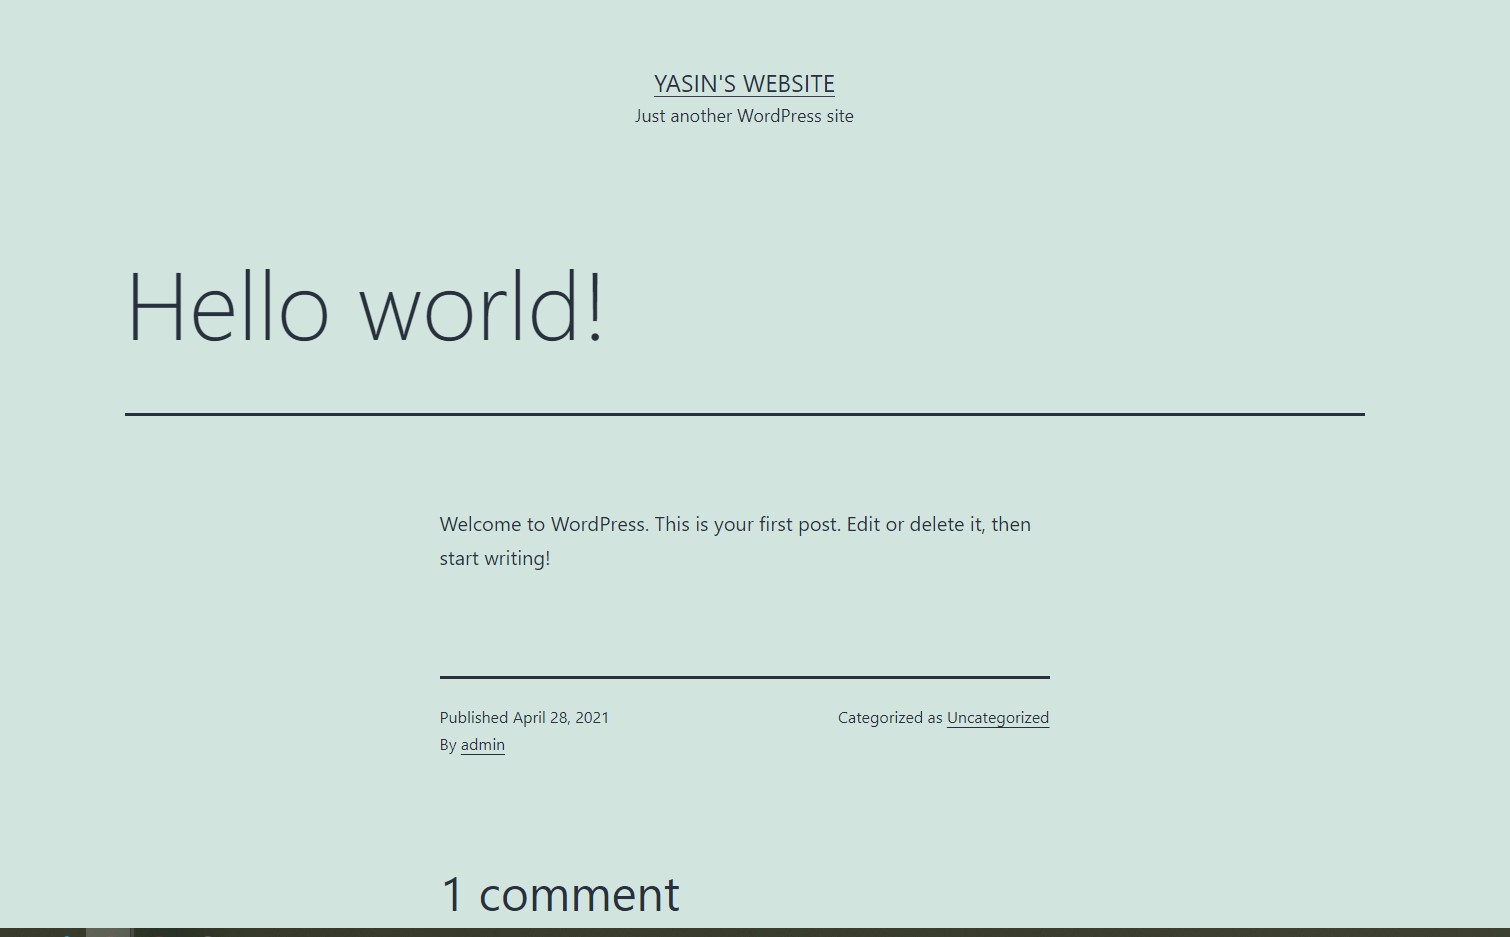 YASIN'S WEBSITE
Just another WordPress site
Hello world!
Welcome to WordPress. This is your first post. Edit or delete it, then
start writing!
Published April 28, 2021
Categorized as Uncategorized
By admin
1 comment